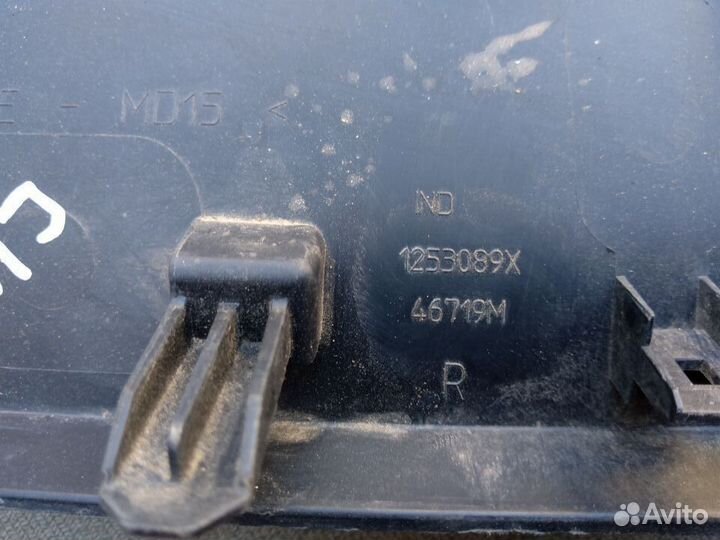 E - MD15 <
ND
1253089X
46719M
R
Avito